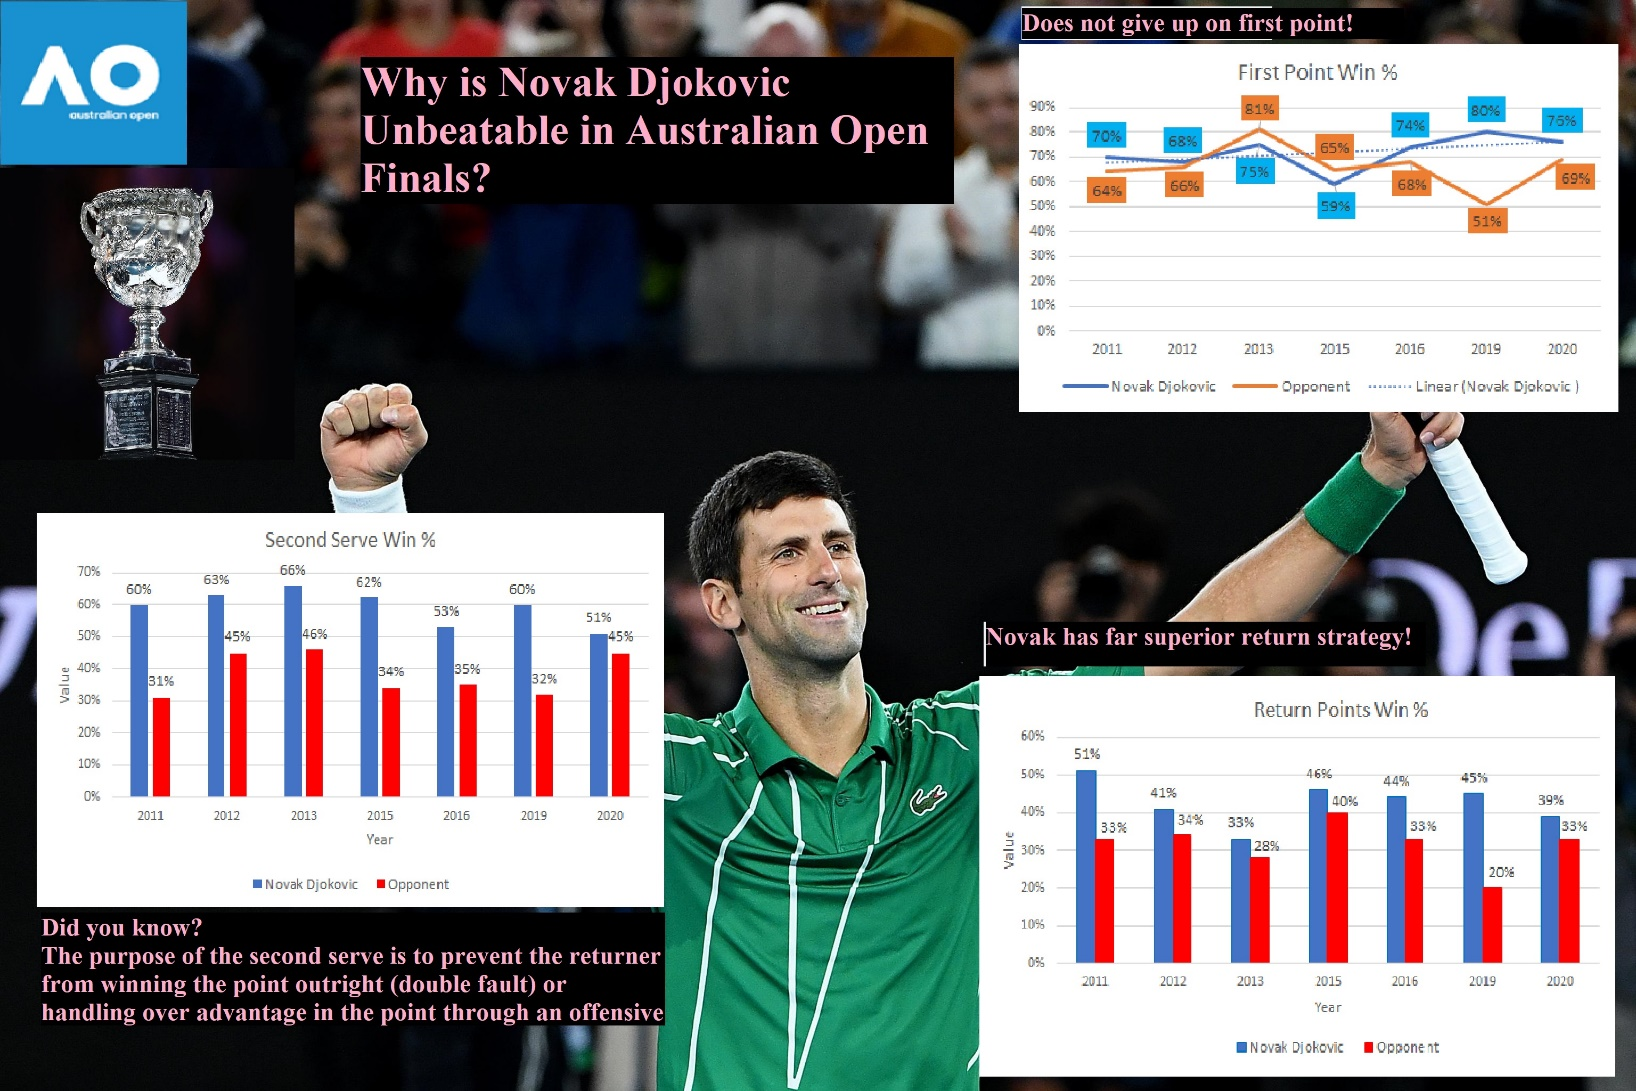 AO
australian open
Why is Novak Djokovic
Unbeatable in Australian Open
Finals?
Does not give up on first point!
First Point Win %
90%
80%
70%
60%
50%
40%
30%
20%
10%
0%
70%
68%
81%
65%
74%
80%
76%
64%
66%
75%
59%
68%
51%
69%
2011 2012 2013 2015 2016 2019 2020
Novak Djokovic Opponent Linear (Novak Djokovic )
Second Serve Win %
Value
70%
60%
50%
40%
30%
20%
10%
0%
60% 31%
63% 45%
66% 46%
62% 34%
53% 35%
60% 32%
51% 45%
2011 2012 2013 2015 2016 2019 2020
Year
Novak Djokovic Opponent
Did you know?
The purpose of the second serve is to prevent the returner
from winning the point outright (double fault) or
handling over advantage in the point through an offensive
Novak has far superior return strategy!
Return Points Win %
Value
60%
50%
40%
30%
20%
10%
0%
51% 33%
41% 34%
33% 28%
46% 40%
44% 33%
45% 20%
39% 33%
2011 2012 2013 2015 2016 2019 2020
Year
Novak Djokovic Opponent